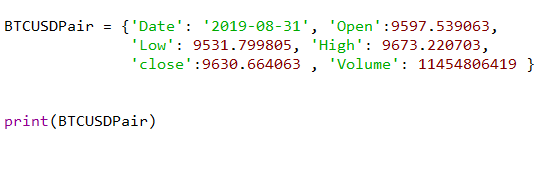 BTCUSDPair = {'Date': '2019-08-31', 'Open':9597.539063,
'Low': 9531.799805, 'High': 9673.220703,
'close':9630.664063 , 'Volume': 11454806419 }
print(BTCUSDPair)